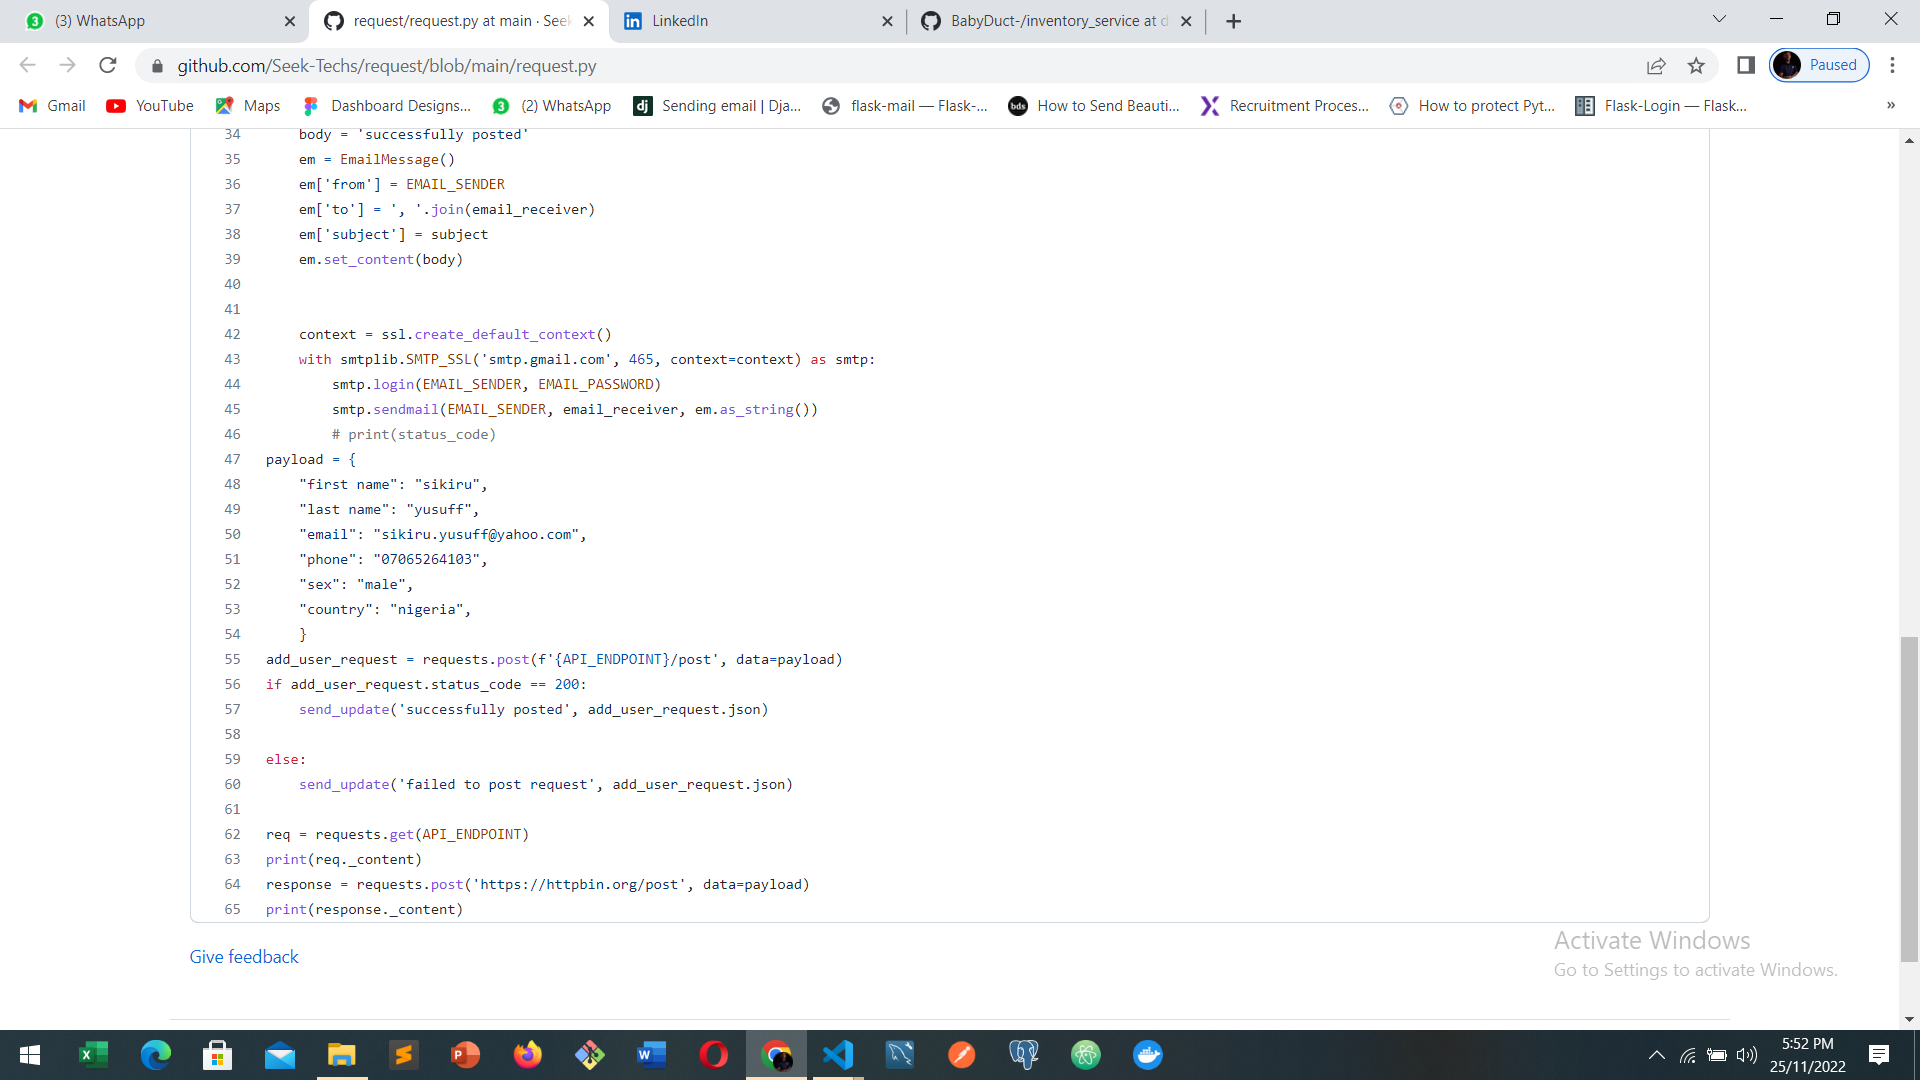 (3) WhatsApp
request/request.py at main · Seek
LinkedIn
BabyDuct-/inventory_service at d
github.com/Seek-Techs/request/blob/main/request.py
Paused
Gmail
YouTube
Maps
Dashboard Designs...
(2) WhatsApp
Sending email | Dja...
flask-mail — Flask-...
How to Send Beauti...
Recruitment Proces...
How to protect Pyt...
Flask-Login — Flask...
»
34 body = 'successfully posted'
35 em = EmailMessage()
36 em['from'] = EMAIL_SENDER
37 em['to'] = ', '.join(email_receiver)
38 em['subject'] = subject
39 em.set_content(body)
40
41
42 context = ssl.create_default_context()
43 with smtplib.SMTP_SSL('smtp.gmail.com', 465, context=context) as smtp:
44 smtp.login(EMAIL_SENDER, EMAIL_PASSWORD)
45 smtp.sendmail(EMAIL_SENDER, email_receiver, em.as_string())
46 # print(status_code)
47 payload = {
48 "first name": "sikiru",
49 "last name": "yusuff",
50 "email": "sikiru.yusuff@yahoo.com",
51 "phone": "07065264103",
52 "sex": "male",
53 "country": "nigeria",
54 }
55 add_user_request = requests.post(f'{API_ENDPOINT}/post', data=payload)
56 if add_user_request.status_code == 200:
57 send_update('successfully posted', add_user_request.json)
58
59 else:
60 send_update('failed to post request', add_user_request.json)
61
62 req = requests.get(API_ENDPOINT)
63 print(req._content)
64 response = requests.post('https://httpbin.org/post', data=payload)
65 print(response._content)
Give feedback
Activate Windows
Go to Settings to activate Windows.
5:52 PM
25/11/2022